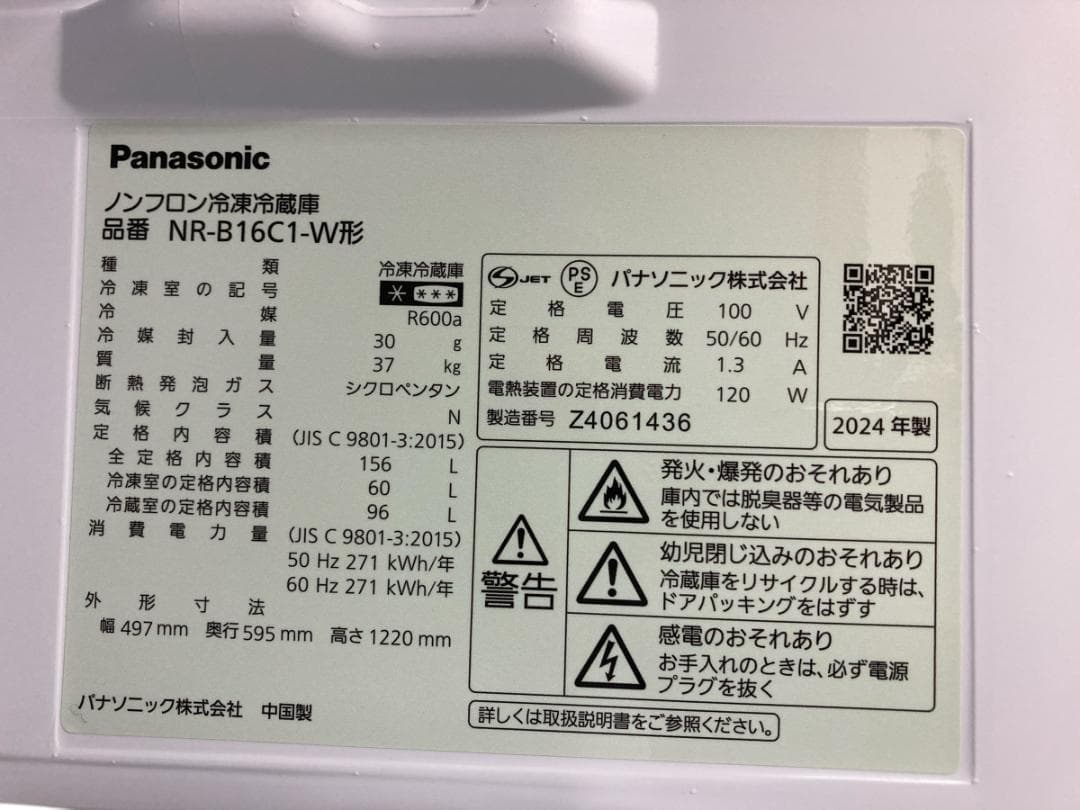 Panasonic
ノンフロン冷凍冷蔵庫
品番 NR-B16C1-W形
種類 冷凍冷蔵庫
冷凍室の記号 * ***
冷媒 R600a
冷媒封入量 30 g
質量 37 kg
断熱発泡ガス シクロペンタン
気候クラス N
定格内容積 (JIS C 9801-3:2015)
全定格内容積 156 L
冷凍室の定格内容積 60 L
冷蔵室の定格内容積 96 L
消費電力量 (JIS C 9801-3:2015)
50 Hz 271 kWh/年
60 Hz 271 kWh/年
外形寸法
幅 497 mm 奥行 595 mm 高さ 1220 mm
パナソニック株式会社 中国製
S JET PS E パナソニック株式会社
定格電圧 100 V
定格周波数 50/60 Hz
定格電流 1.3 A
電熱装置の定格消費電力 120 W
製造番号 Z4061436
2024 年製
警告
発火・爆発のおそれあり
庫内では脱臭器等の電気製品
を使用しない
幼児閉じ込みのおそれあり
冷蔵庫をリサイクルする時は、
ドアパッキングをはずす
感電のおそれあり
お手入れのときは、必ず電源
プラグを抜く
詳しくは取扱説明書をご参照ください。